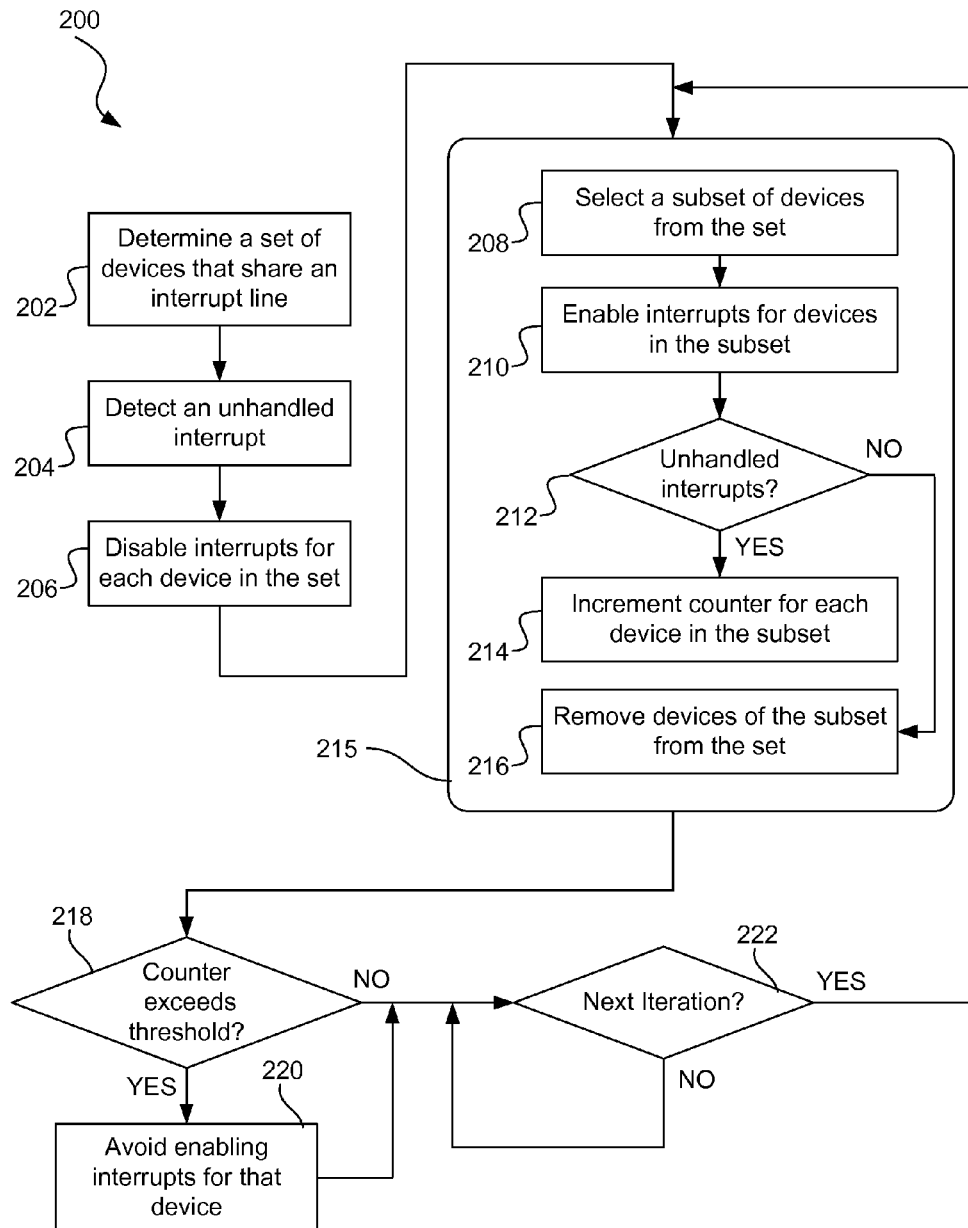 200
Determine a set of
devices that share an
interrupt line
202
Detect an unhandled
interrupt
204
Disable interrupts for
each device in the set
206
Select a subset of devices
from the set
208
Enable interrupts for devices
in the subset
210
Unhandled
interrupts?
NO
212
YES
Increment counter for each
device in the subset
214
Remove devices of the subset
from the set
215
216
218
Counter
exceeds
threshold?
NO
YES
220
Avoid enabling
interrupts for that
device
Next Iteration?
222
YES
NO